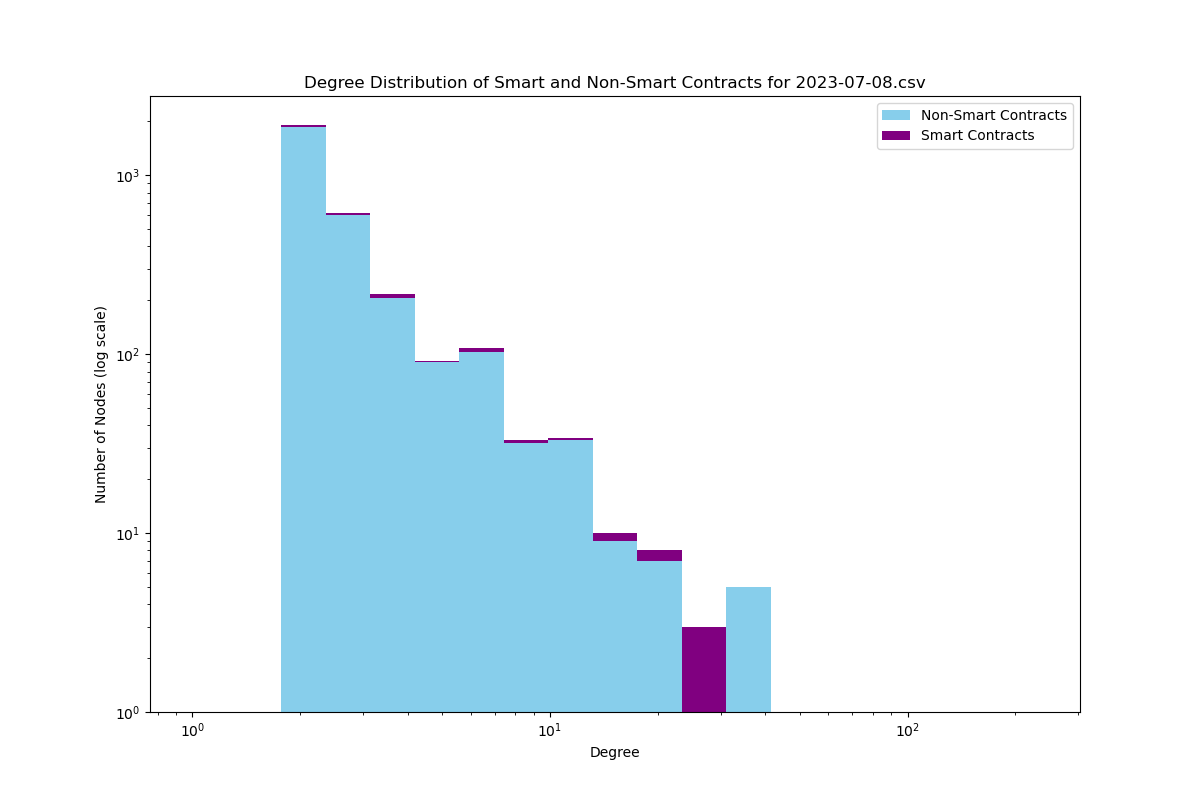 Degree Distribution of Smart and Non-Smart Contracts for 2023-07-08.csv
Non-Smart Contracts
Smart Contracts
Number of Nodes (log scale)
10³
10²
10¹
10⁰
10⁰ 10¹ 10²
Degree